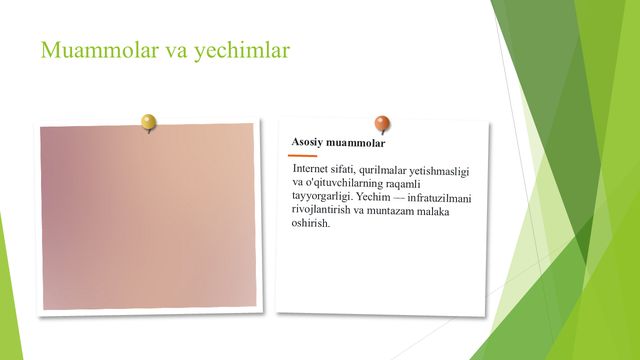 Muammolar va yechimlar
Asosiy muammolar
Internet sifati, qurilmalar yetishmasligi
va o'qituvchilarning raqamli
tayyorgarligi. Yechim — infratuzilmani
rivojlantirish va muntazam malaka
oshirish.